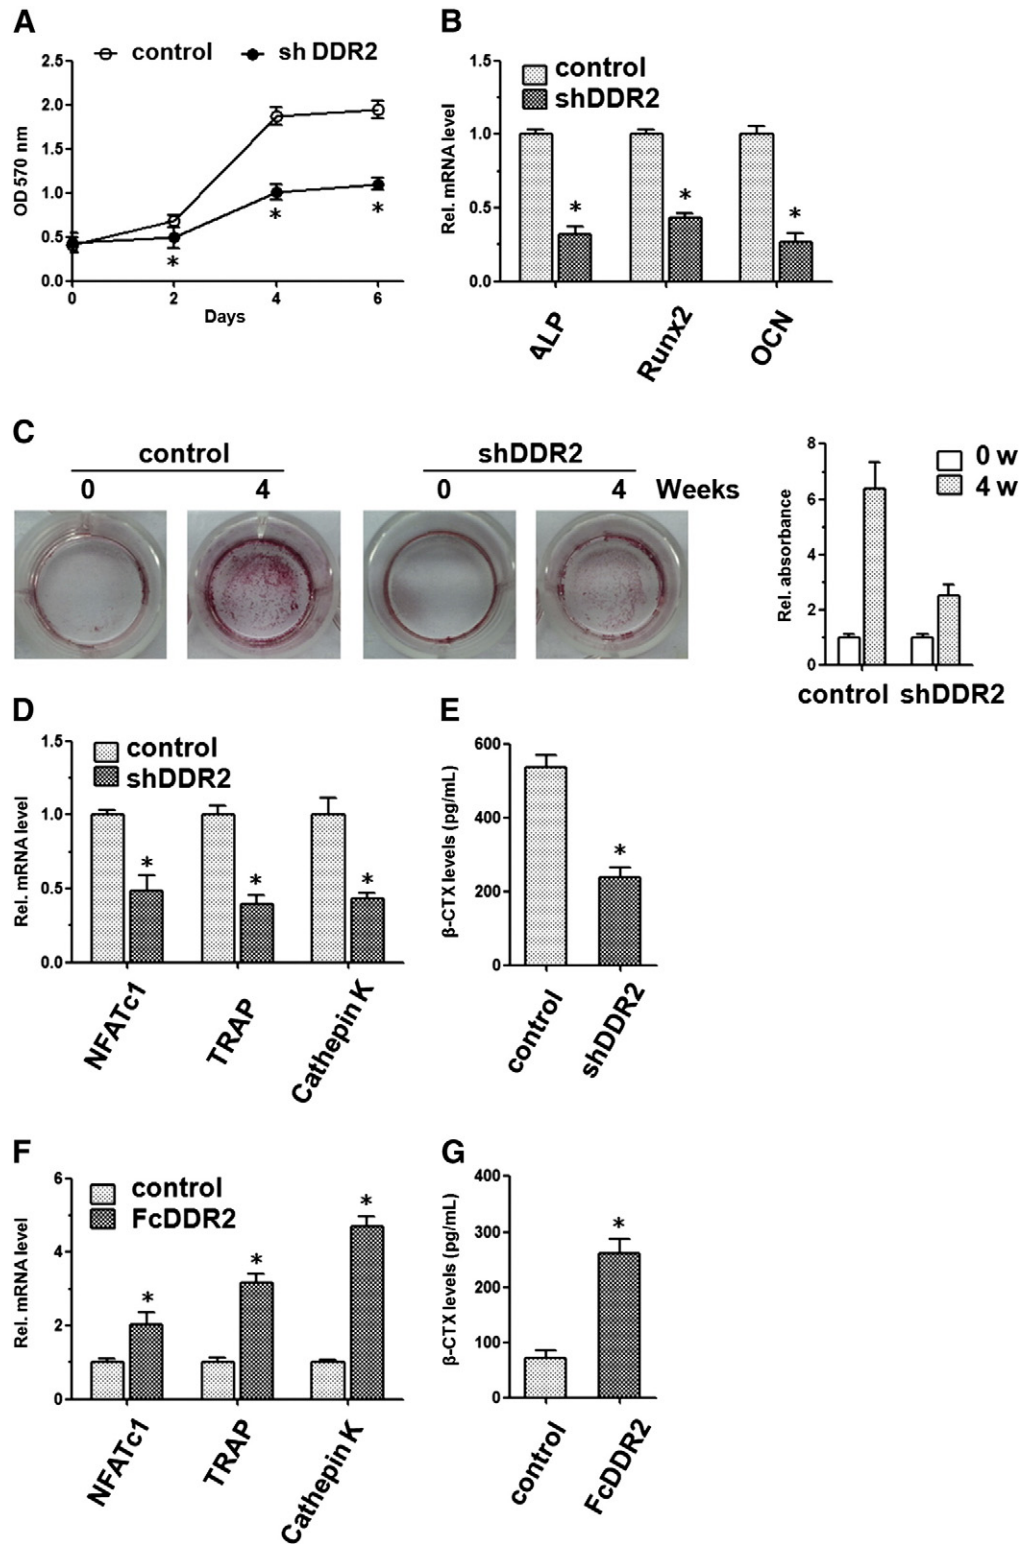 A
control
sh DDR2
2.5
2.0
1.5
1.0
0.5
0.0
OD 570 nm
0
2
4
6
*
*
*
Days
B
control
shDDR2
1.5
1.0
0.5
0.0
Rel. mRNA level
*
*
*
ALP
Runx2
OCN
C
control
shDDR2
0
4
0
4
Weeks
8
6
4
2
0
Rel. absorbance
0 w
4 w
control
shDDR2
D
control
shDDR2
1.5
1.0
0.5
0.0
Rel. mRNA level
*
*
*
NFATc1
TRAP
Cathepin K
E
600
400
200
0
β-CTX levels (pg/mL)
*
control
shDDR2
F
control
FcDDR2
6
4
2
0
Rel. mRNA level
*
*
*
NFATc1
TRAP
Cathepin K
G
400
300
200
100
0
β-CTX levels (pg/mL)
*
control
FcDDR2